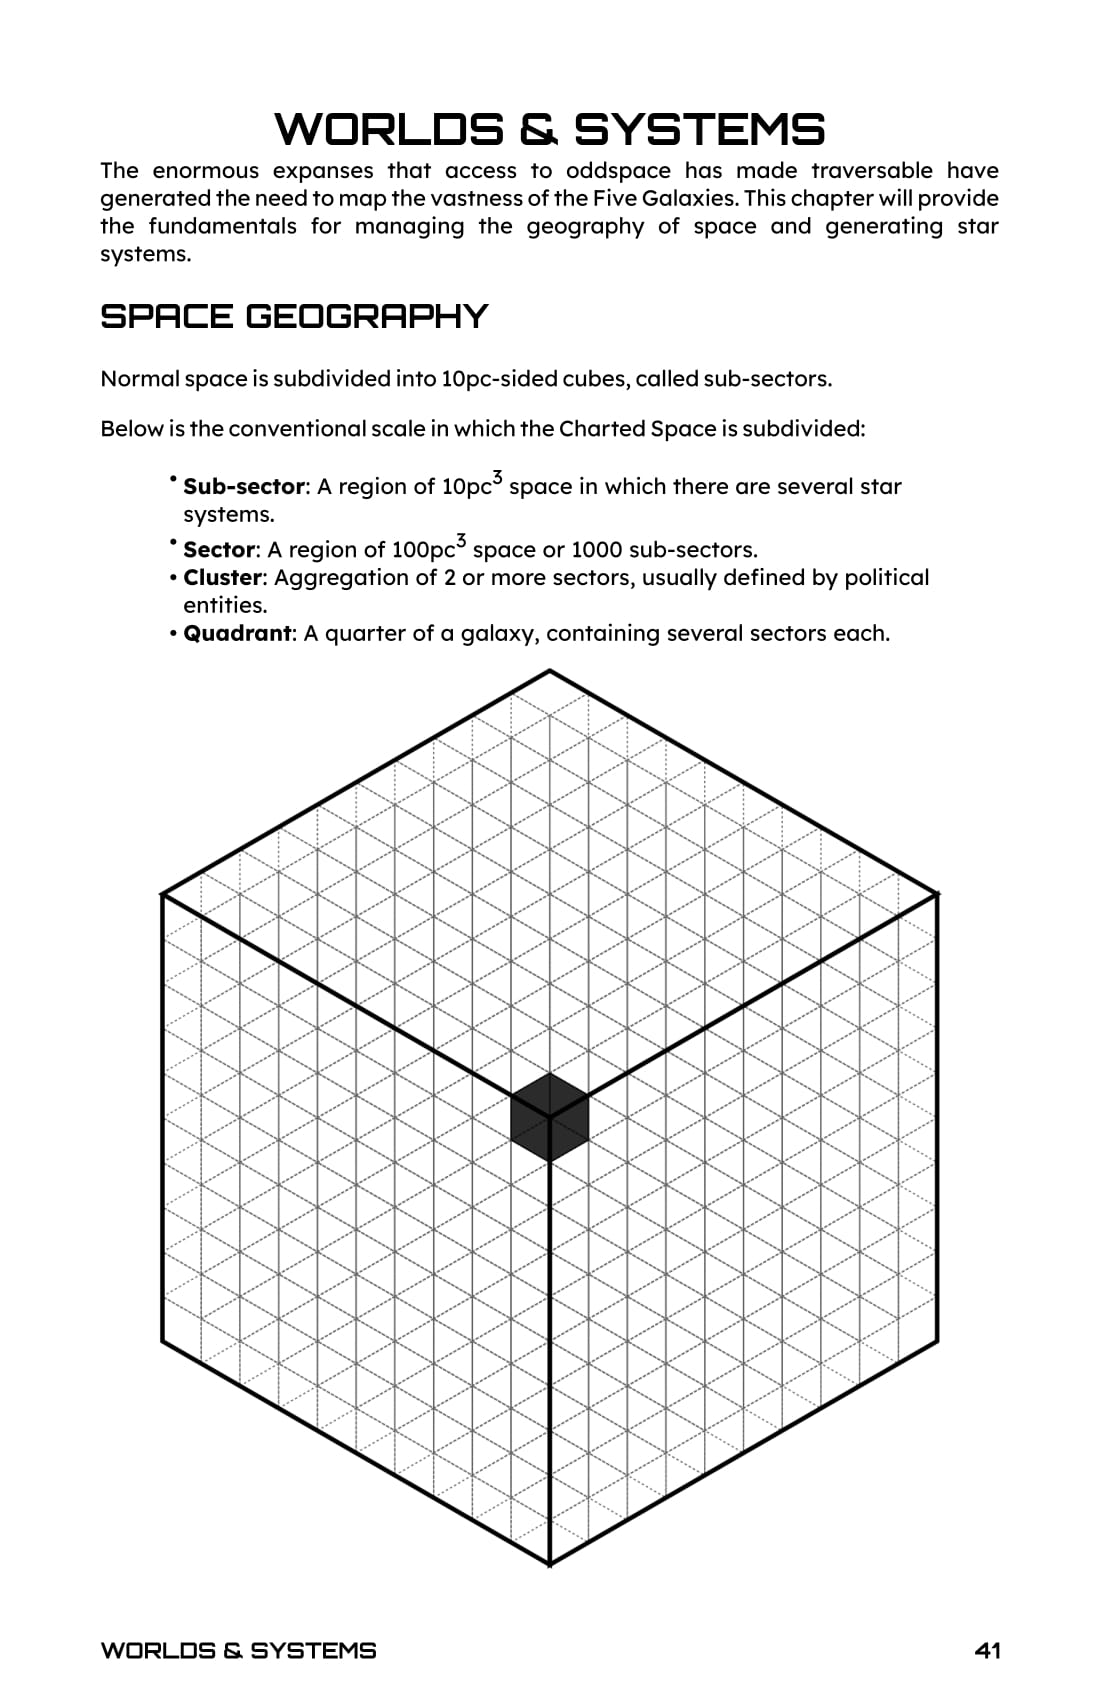 WORLDS & SYSTEMS
The enormous expanses that access to oddspace has made traversable have
generated the need to map the vastness of the Five Galaxies. This chapter will provide
the fundamentals for managing the geography of space and generating star
systems.
SPACE GEOGRAPHY
Normal space is subdivided into 10pc-sided cubes, called sub-sectors.
Below is the conventional scale in which the Charted Space is subdivided:
• Sub-sector: A region of 10pc³ space in which there are several star
systems.
• Sector: A region of 100pc³ space or 1000 sub-sectors.
• Cluster: Aggregation of 2 or more sectors, usually defined by political
entities.
• Quadrant: A quarter of a galaxy, containing several sectors each.
WORLDS & SYSTEMS 41